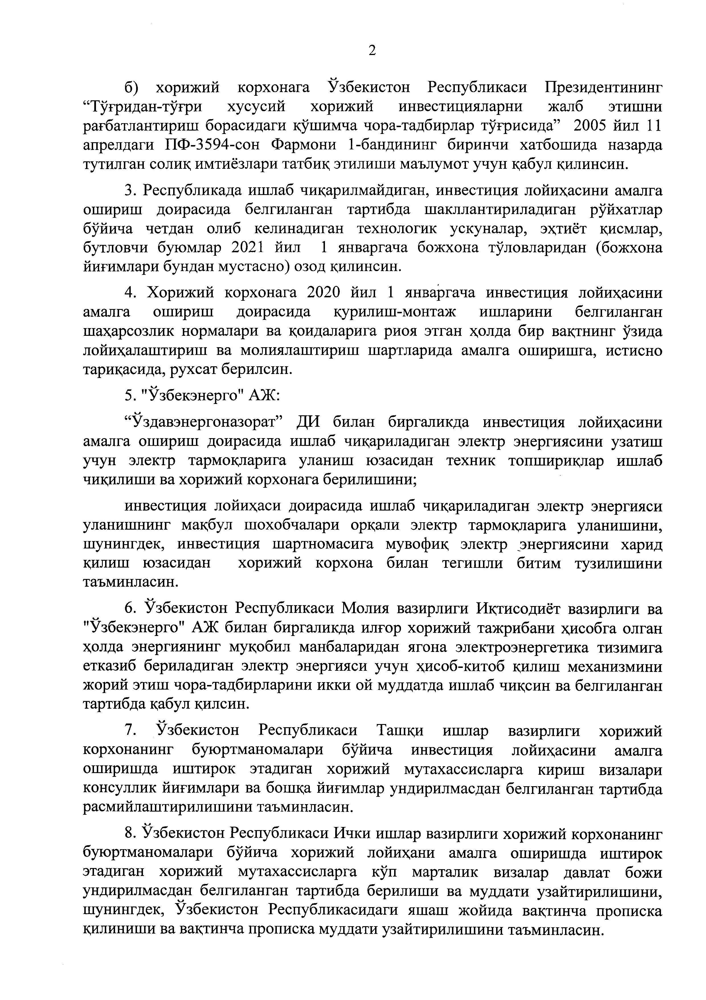 2
б) хорижий корхонага Ўзбекистон Республикаси Президентининг
“Тўғридан-тўғри хусусий хорижий инвестицияларни жалб этишни
рағбатлантириш борасидаги қўшимча чора-тадбирлар тўғрисида” 2005 йил 11
апрелдаги ПФ-3594-сон Фармони 1-бандининг биринчи хатбошида назарда
тутилган солиқ имтиёзлари татбиқ этилиши маълумот учун қабул қилинсин.
3. Республикада ишлаб чиқарилмайдиган, инвестиция лойиҳасини амалга
ошириш доирасида белгиланган тартибда шакллантириладиган рўйхатлар
бўйича четдан олиб келинадиган технологик ускуналар, эҳтиёт қисмлар,
бутловчи буюмлар 2021 йил 1 январгача божхона тўловларидан (божхона
йиғимлари бундан мустасно) озод қилинсин.
4. Хорижий корхонага 2020 йил 1 январгача инвестиция лойиҳасини
амалга ошириш доирасида қурилиш-монтаж ишларини белгиланган
шаҳарсозлик нормалари ва қоидаларига риоя этган ҳолда бир вақтнинг ўзида
лойиҳалаштириш ва молиялаштириш шартларида амалга оширишга, истисно
тариқасида, рухсат берилсин.
5. "Ўзбекэнерго" АЖ:
“Ўздавэнергоназорат” ДИ билан биргаликда инвестиция лойиҳасини
амалга ошириш доирасида ишлаб чиқариладиган электр энергиясини узатиш
учун электр тармоқларига уланиш юзасидан техник топшириқлар ишлаб
чиқилиши ва хорижий корхонага берилишини;
инвестиция лойиҳаси доирасида ишлаб чиқариладиган электр энергияси
уланишнинг мақбул шохобчалари орқали электр тармоқларига уланишини,
шунингдек, инвестиция шартномасига мувофиқ электр энергиясини харид
қилиш юзасидан хорижий корхона билан тегишли битим тузилишини
таъминласин.
6. Ўзбекистон Республикаси Молия вазирлиги Иқтисодиёт вазирлиги ва
"Ўзбекэнерго" АЖ билан биргаликда илғор хорижий тажрибани ҳисобга олган
ҳолда энергиянинг муқобил манбаларидан ягона электроэнергетика тизимига
етказиб бериладиган электр энергияси учун ҳисоб-китоб қилиш механизмини
жорий этиш чора-тадбирларини икки ой муддатда ишлаб чиқсин ва белгиланган
тартибда қабул қилсин.
7. Ўзбекистон Республикаси Ташқи ишлар вазирлиги хорижий
корхонанинг буюртманомалари бўйича инвестиция лойиҳасини амалга
оширишда иштирок этадиган хорижий мутахассисларга кириш визалари
консуллик йиғимлари ва бошқа йиғимлар ундирилмасдан белгиланган тартибда
расмийлаштирилишини таъминласин.
8. Ўзбекистон Республикаси Ички ишлар вазирлиги хорижий корхонанинг
буюртманомалари бўйича хорижий лойиҳани амалга оширишда иштирок
этадиган хорижий мутахассисларга кўп марталик визалар давлат божи
ундирилмасдан белгиланган тартибда берилиши ва муддати узайтирилишини,
шунингдек, Ўзбекистон Республикасидаги яшаш жойида вақтинча прописка
қилиниши ва вақтинча прописка муддати узайтирилишини таъминласин.